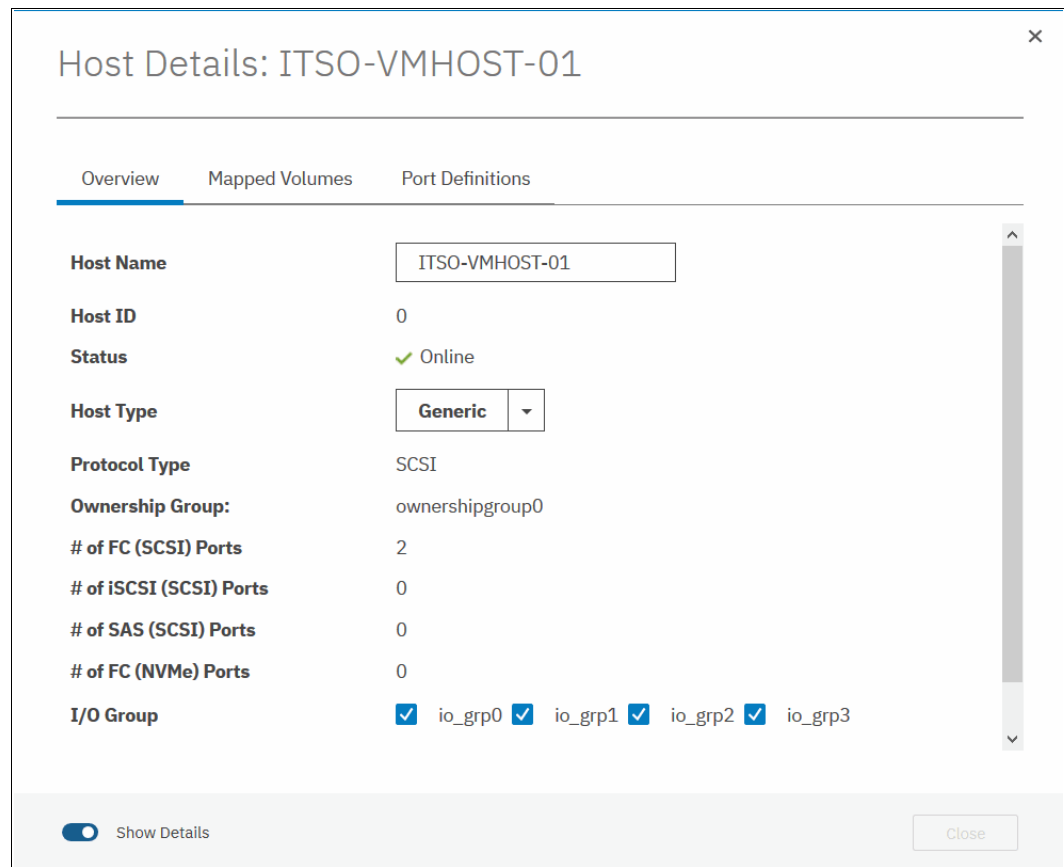 Host Details: ITSO-VMHOST-01
Overview Mapped Volumes Port Definitions
Host Name ITSO-VMHOST-01
Host ID 0
Status Online
Host Type Generic
Protocol Type SCSI
Ownership Group: ownershipgroup0
# of FC (SCSI) Ports 2
# of iSCSI (SCSI) Ports 0
# of SAS (SCSI) Ports 0
# of FC (NVMe) Ports 0
I/O Group io_grp0 io_grp1 io_grp2 io_grp3
Show Details Close